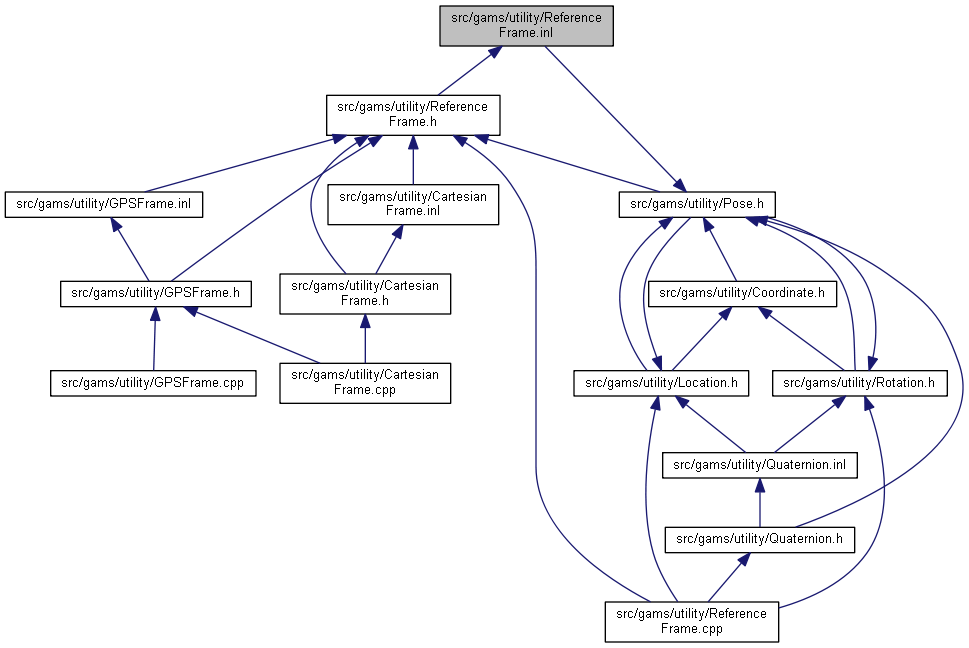 src/gams/utility/Reference
Frame.inl
src/gams/utility/Reference
Frame.h
src/gams/utility/GPSFrame.inl
src/gams/utility/Cartesian
Frame.inl
src/gams/utility/Pose.h
src/gams/utility/GPSFrame.h
src/gams/utility/Cartesian
Frame.h
src/gams/utility/Coordinate.h
src/gams/utility/GPSFrame.cpp
src/gams/utility/Cartesian
Frame.cpp
src/gams/utility/Location.h
src/gams/utility/Rotation.h
src/gams/utility/Quaternion.inl
src/gams/utility/Quaternion.h
src/gams/utility/Reference
Frame.cpp